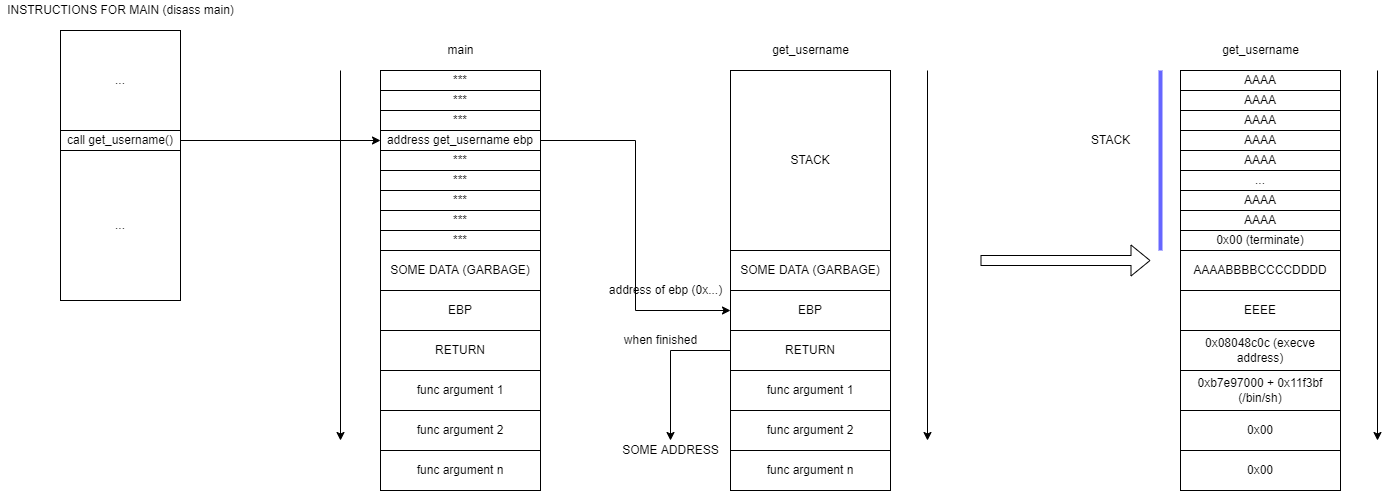 INSTRUCTIONS FOR MAIN (disass main)
...
call get_username()
...
main
***
***
***
address get_username ebp
***
***
***
***
***
SOME DATA (GARBAGE)
EBP
RETURN
func argument 1
func argument 2
func argument n
get_username
STACK
SOME DATA (GARBAGE)
address of ebp (0x...)
EBP
when finished
RETURN
SOME ADDRESS
func argument 1
func argument 2
func argument n
get_username
STACK
AAAA
AAAA
AAAA
AAAA
AAAA
...
AAAA
AAAA
0x00 (terminate)
AAAABBBBCCCCDDDD
EEEE
0x08048c0c (execve
address)
0xb7e97000 + 0x11f3bf
(/bin/sh)
0x00
0x00